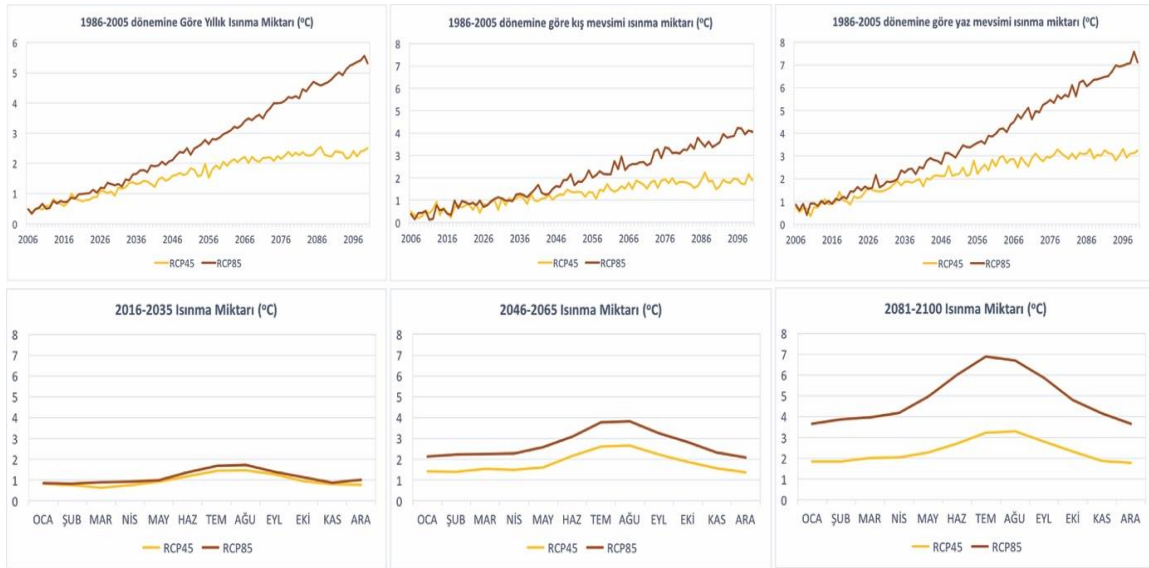 1986-2005 dönemine Göre Yıllık Isınma Miktarı (°C)
6
5
4
3
2
1
0
2006 2016 2026 2036 2046 2056 2066 2076 2086 2096
RCP45 RCP85
1986-2005 dönemine göre kış mevsimi ısınma miktarı (°C)
8
7
6
5
4
3
2
1
0
2006 2016 2026 2036 2046 2056 2066 2076 2086 2096
RCP45 RCP85
1986-2005 dönemine göre yaz mevsimi ısınma miktarı (°C)
8
7
6
5
4
3
2
1
0
2006 2016 2026 2036 2046 2056 2066 2076 2086 2096
RCP45 RCP85
2016-2035 Isınma Miktarı (°C)
8
7
6
5
4
3
2
1
0
OCA ŞUB MAR NİS MAY HAZ TEM AĞU EYL EKİ KAS ARA
RCP45 RCP85
2046-2065 Isınma Miktarı (°C)
8
7
6
5
4
3
2
1
0
OCA ŞUB MAR NİS MAY HAZ TEM AĞU EYL EKİ KAS ARA
RCP45 RCP85
2081-2100 Isınma Miktarı (°C)
8
7
6
5
4
3
2
1
0
OCA ŞUB MAR NİS MAY HAZ TEM AĞU EYL EKİ KAS ARA
RCP45 RCP85